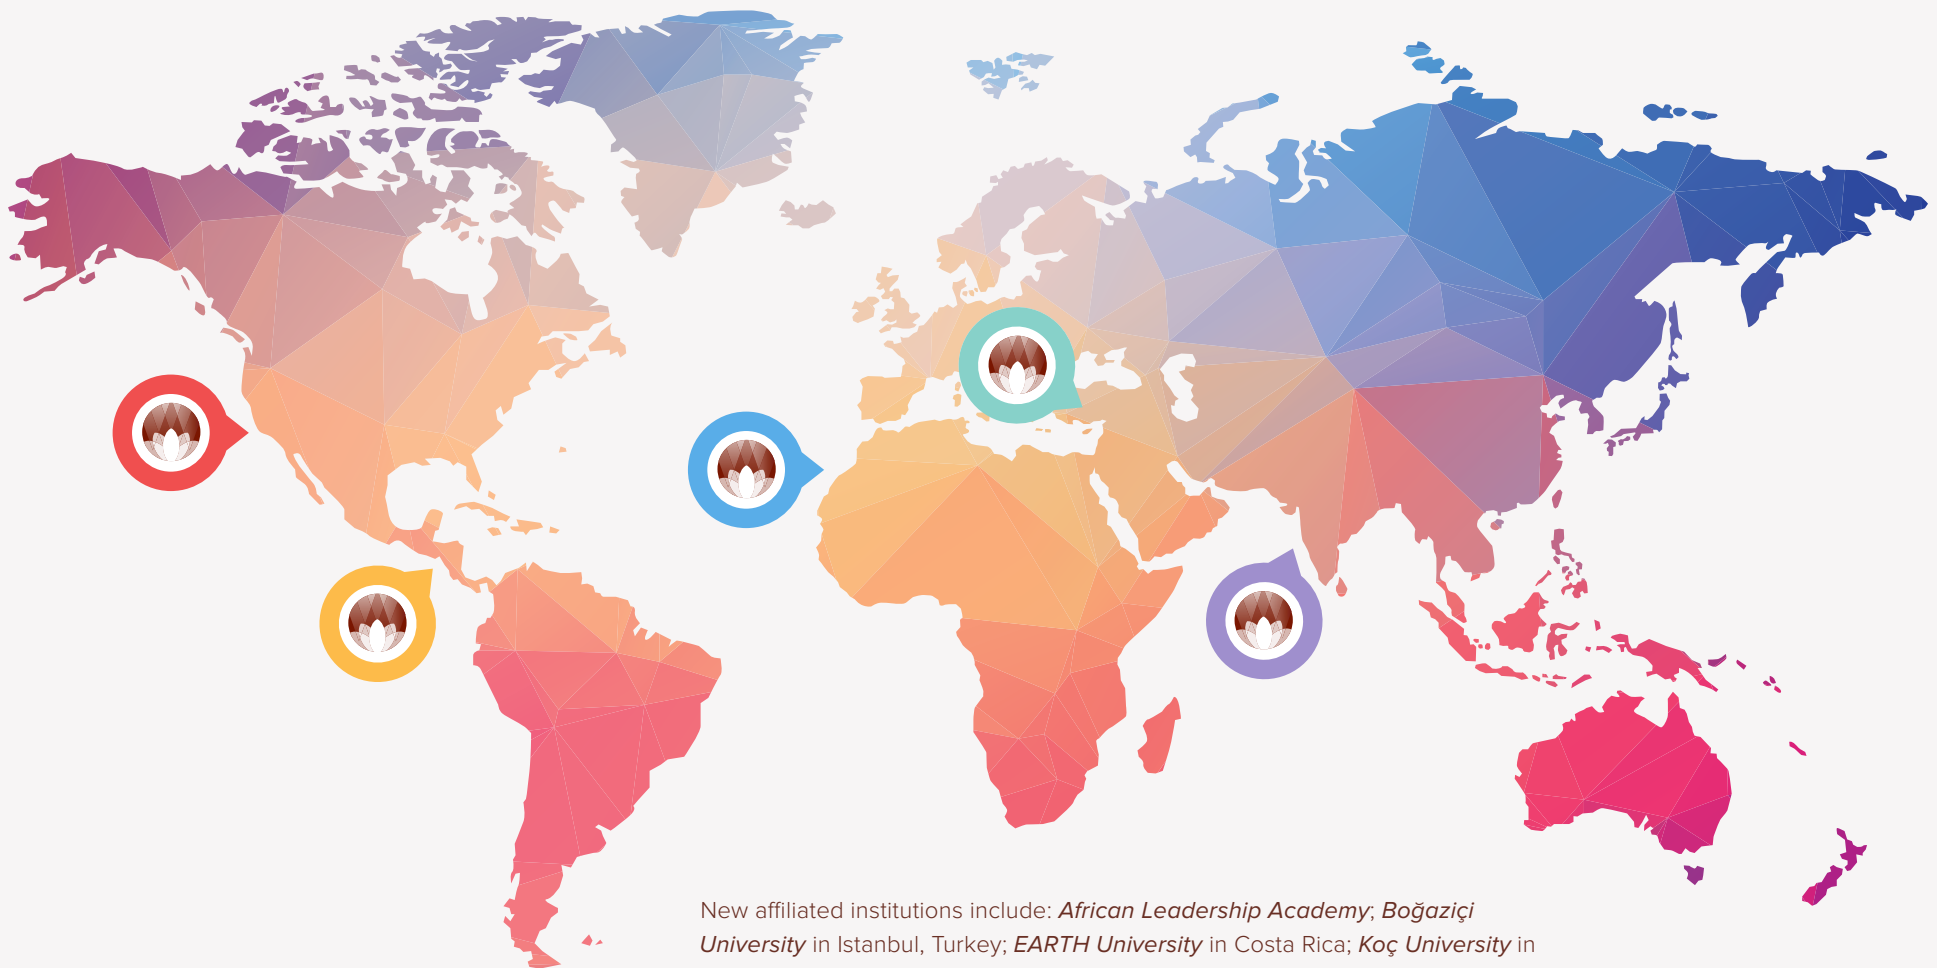 New affiliated institutions include: African Leadership Academy; Boğaziçi
University in Istanbul, Turkey; EARTH University in Costa Rica; Koç University in